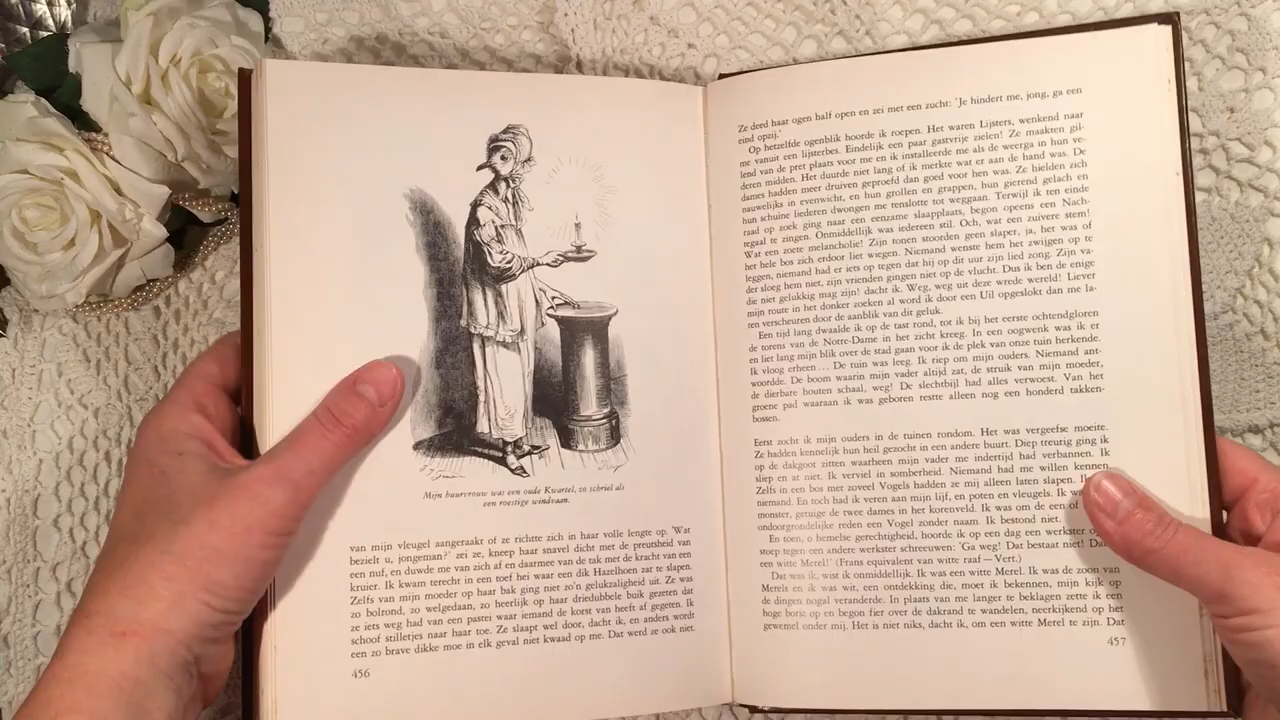 Mijn buurvrouw was een oude Kwartel, zo schriel als
een roestige windvaan.
van mijn vleugel aangeraakt of ze richtte zich in haar volle lengte op. 'Wat
bezielt u, jongeman?' zei ze, kneep haar snavel dicht met de preutsheid van
een nuf, en duwde me van zich af en daarmee van de tak met de kracht van een
kruier. Ik kwam terecht in een toef hei waar een dik Hazelhoen zat te slapen.
Zelfs van mijn moeder op haar bak ging niet zo'n gelukzaligheid uit. Ze was
zo bolrond, zo welgedaan, zo heerlijk op haar driedubbele buik gezeten dat
ze iets weg had van een pastei waar iemand de korst van heeft af gegeten. Ik
schoof stilletjes naar haar toe. Ze slaapt wel door, dacht ik, en anders wordt
een zo brave dikke moe in elk geval niet kwaad op me. Dat werd ze ook niet.
456
Ze deed haar ogen half open en zei met een zucht: 'Je hindert me, jong, ga een
eind opzij.'
Op hetzelfde ogenblik hoorde ik roepen. Het waren Lijsters, wenkend naar
me vanuit een lijsterbes. Eindelijk een paar gastvrije zielen! Ze maakten gil-
lend van de pret plaats voor me en ik installeerde me als de weerga in hun ve-
deren midden. Het duurde niet lang of ik merkte wat er aan de hand was. De
dames hadden meer druiven geproefd dan goed voor hen was. Ze hielden zich
nauwelijks in evenwicht, en hun grollen en grappen, hun gierend gelach en
hun schuine liederen dwongen me tenslotte tot weggaan. Terwijl ik ten einde
raad op zoek ging naar een eenzame slaapplaats, begon opeens een Nach-
tegaal te zingen. Onmiddellijk was iedereen stil. Och, wat een zuivere stem!
Wat een zoete melancholie! Zijn tonen stoorden geen slaper, ja, het was of
het hele bos zich erdoor liet wiegen. Niemand wenste hem het zwijgen op te
leggen, niemand had er iets op tegen dat hij op dit uur zijn lied zong. Zijn va-
der sloeg hem niet, zijn vrienden gingen niet op de vlucht. Dus ik ben de enige
die niet gelukkig mag zijn! dacht ik. Weg, weg uit deze wrede wereld! Liever
mijn route in het donker zoeken al word ik door een Uil opgeslokt dan me la-
ten verscheuren door de aanblik van dit geluk.
Een tijd lang dwaalde ik op de tast rond, tot ik bij het eerste ochtendgloren
de torens van de Notre-Dame in het zicht kreeg. In een oogwenk was ik er
en liet lang mijn blik over de stad gaan voor ik de plek van onze tuin herkende.
Ik vloog erheen... De tuin was leeg. Ik riep om mijn ouders. Niemand ant-
woordde. De boom waarin mijn vader altijd zat, de struik van mijn moeder,
de dierbare houten schaal, weg! De slechtbijl had alles verwoest. Van het
groene pad waaraan ik was geboren restte alleen nog een honderd takken-
bossen.
Eerst zocht ik mijn ouders in de tuinen rondom. Het was vergeefse moeite.
Ze hadden kennelijk hun heil gezocht in een andere buurt. Diep treurig ging ik
op de dakgoot zitten waarheen mijn vader me indertijd had verbannen. Ik
sliep en at niet. Ik verviel in somberheid. Niemand had me willen kennen.
Zelfs in een bos met zoveel Vogels hadden ze mij alleen laten slapen.
niemand. En toch had ik veren aan mijn lijf, en poten en vleugels. Ik
monster, getuige de twee dames in het korenveld. Ik was om de een of
ondoorgrondelijke reden een Vogel zonder naam. Ik bestond niet.
En toen, o hemelse gerechtigheid, hoorde ik op een dag een werkster
stoep tegen een andere werkster schreeuwen: 'Ga weg! Dat bestaat niet!
een witte Merel!' (Frans equivalent van witte raaf — Vert.)
Dat was ik, wist ik onmiddellijk. Ik was een witte Merel. Ik was de zoon van
Merels en ik was wit, een ontdekking die, moet ik bekennen, mijn kijk op
de dingen nogal veranderde. In plaats van me langer te beklagen zette ik een
hoge borst op en begon fier over de dakrand te wandelen, neerkijkend op het
gewemel onder mij. Het is niet niks, dacht ik, om een witte Merel te zijn. Dat
457